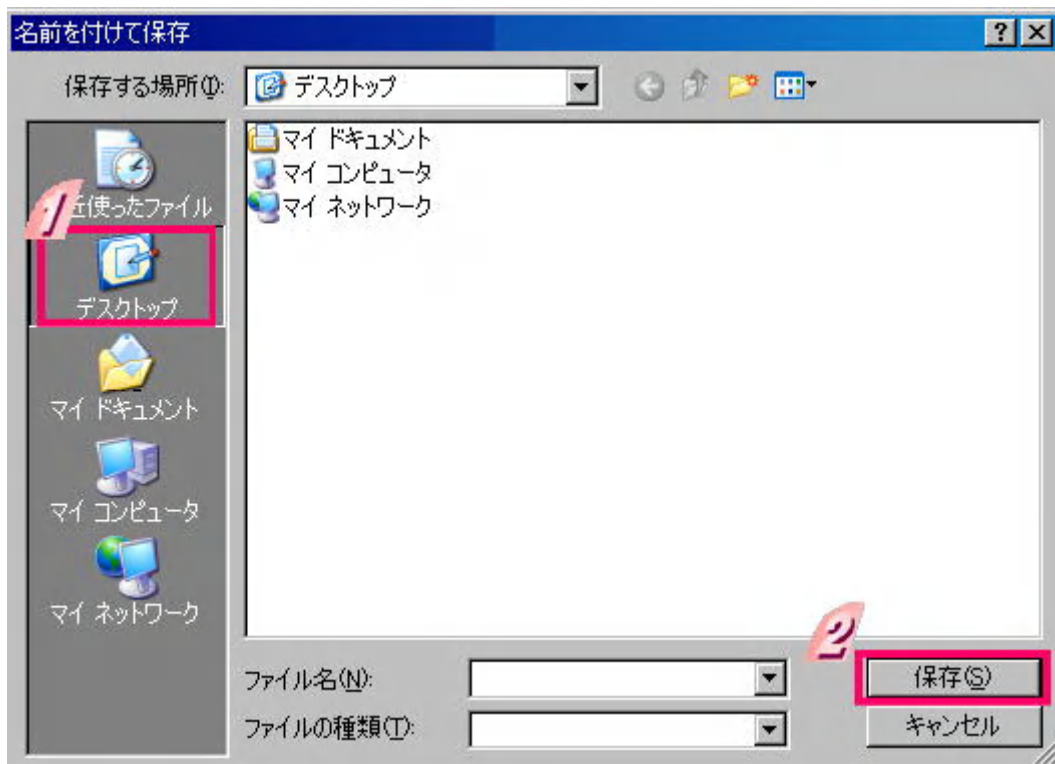 名前を付けて保存
保存する場所(I):
デスクトップ
1
近使ったファイル
デスクトップ
マイ ドキュメント
マイ コンピュータ
マイ ネットワーク
マイ ドキュメント
マイ コンピュータ
マイ ネットワーク
2
ファイル名(N):
保存(S)
ファイルの種類(T):
キャンセル